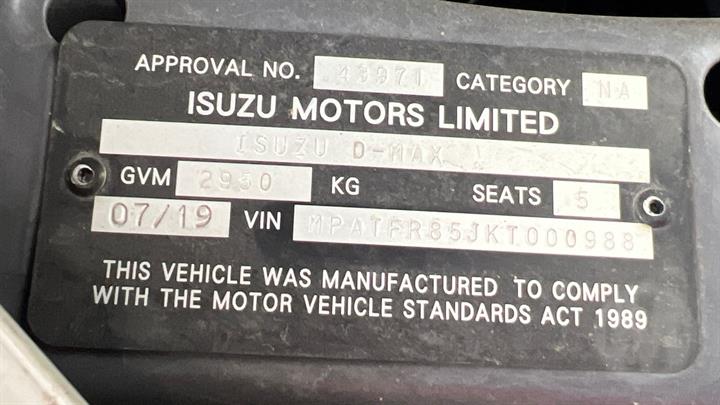 APPROVAL NO. 43971 CATEGORY NA
ISUZU MOTORS LIMITED
ISUZU D-MAX
GVM 2950 KG SEATS 5
07/19 VIN MPATFR85JKT000988
THIS VEHICLE WAS MANUFACTURED TO COMPLY
WITH THE MOTOR VEHICLE STANDARDS ACT 1989